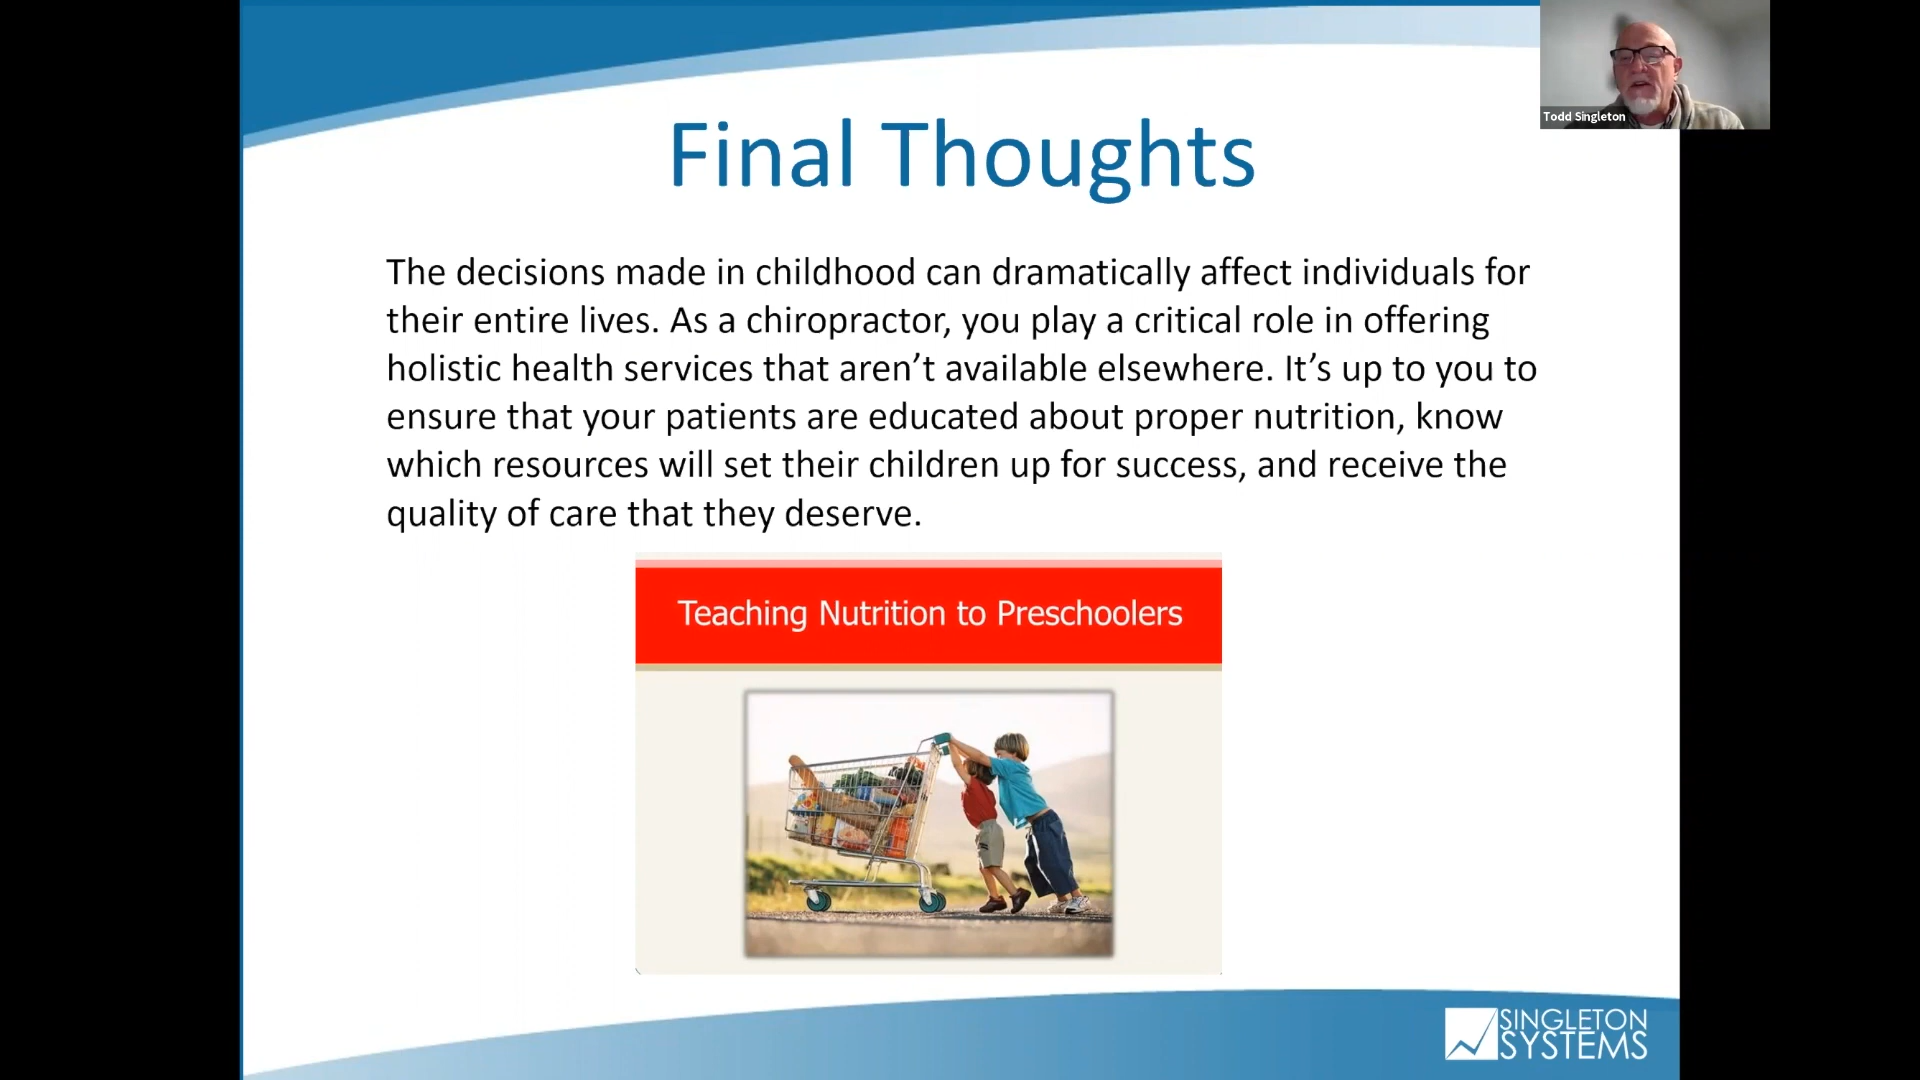 Todd Singleton
Final Thoughts
The decisions made in childhood can dramatically affect individuals for
their entire lives. As a chiropractor, you play a critical role in offering
holistic health services that aren’t available elsewhere. It’s up to you to
ensure that your patients are educated about proper nutrition, know
which resources will set their children up for success, and receive the
quality of care that they deserve.
Teaching Nutrition to Preschoolers
SINGLETON
SYSTEMS